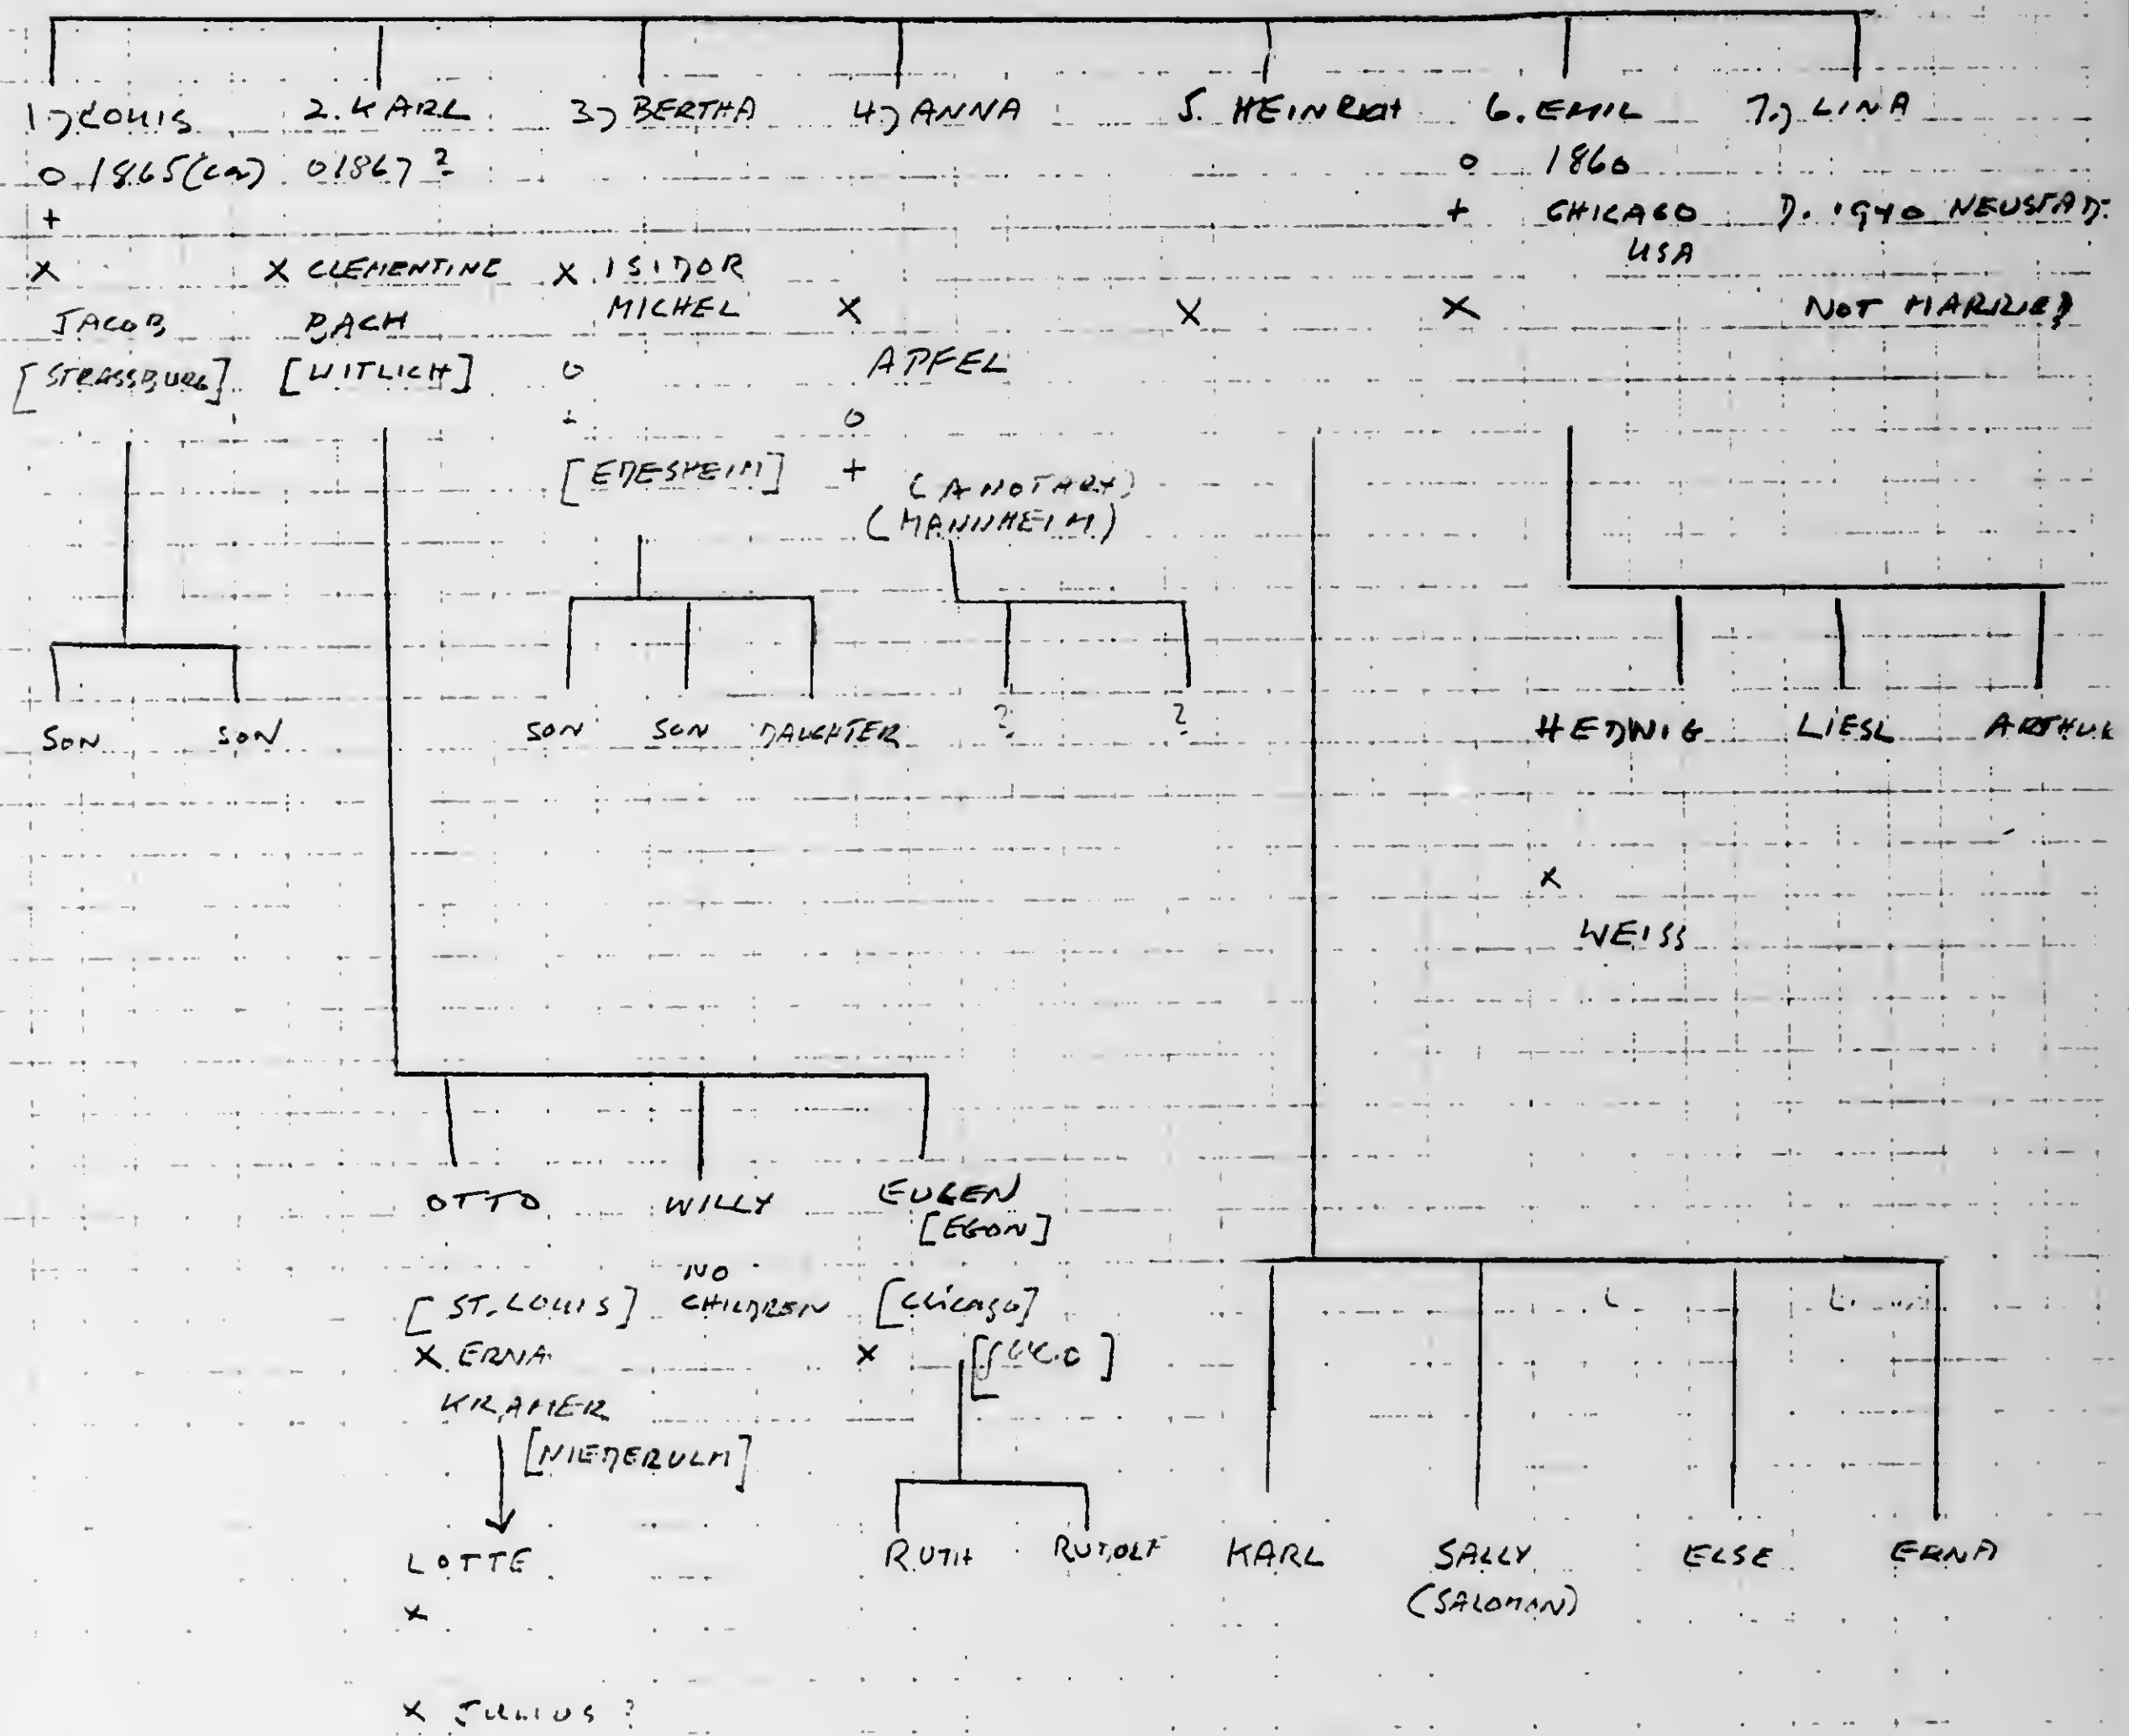 1) LOUIS 2. KARL 3) BERTHA 4) ANNA 5. HEINRICH 6. EMIL 7.) LINA
o 1865 (ca) o 1867 ? o 1860
+ + CHICAGO D. 1940 NEUSTAD.
USA
x x CLEMENTINE x ISIDOR
JACOB BACH MICHEL x x x NOT MARRIED
[STRASSBURG] [WITLICH] o APFEL
+ o
[EDESHEIM] + (A NOTARY)
(MANNHEIM)
SON SON SON SON DAUGHTER ? ? HEDWIG LIESL ARTHUR
x
WEISS
OTTO WILLY EUGEN
[EGON]
NO
[ST. LOUIS] CHILDREN [Chicago]
x ERNA x
KRAMER
[NIEDERULM]
LOTTE RUTH RUDOLF KARL SALLY ELSE ERNA
x (SALOMON)
x JULIUS ?